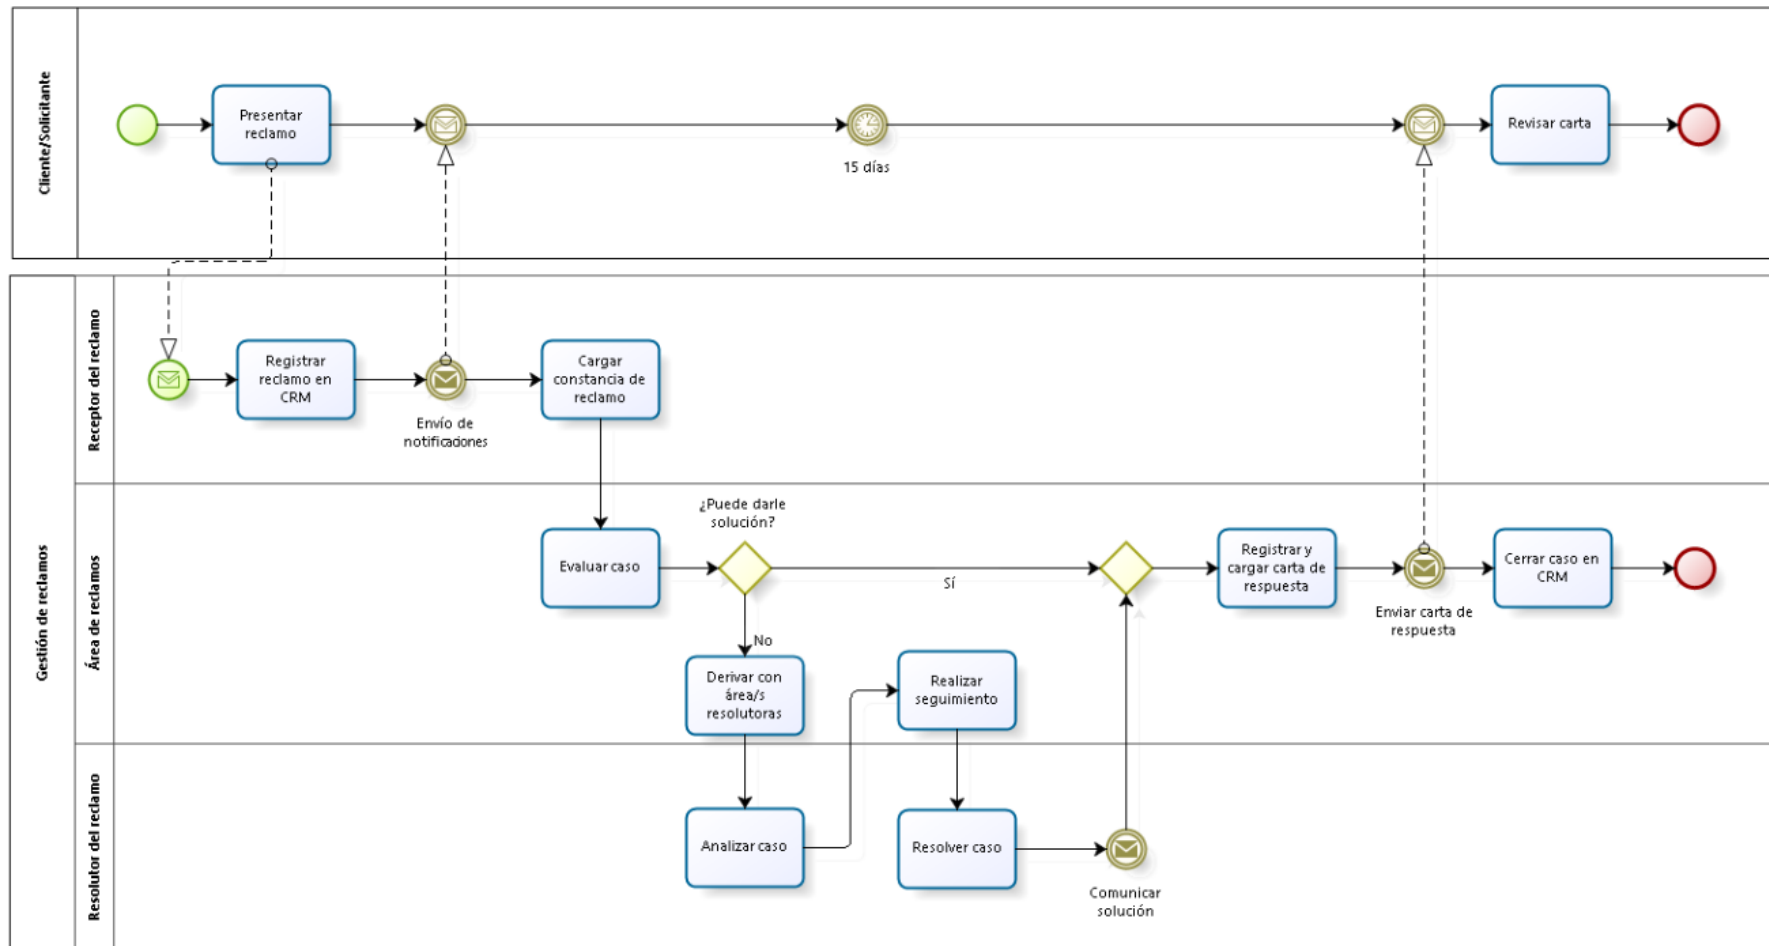 Cliente/Solicitante
Presentar
reclamo
15 días
Revisar carta
Gestión de reclamos
Receptor del reclamo
Registrar
reclamo en
CRM
Envío de
notificaciones
Cargar
constancia de
reclamo
Área de reclamos
Evaluar caso
¿Puede darle
solución?
Sí
No
Derivar con
área/s
resolutoras
Realizar
seguimiento
Registrar y
cargar carta de
respuesta
Enviar carta de
respuesta
Cerrar caso en
CRM
Resolutor del reclamo
Analizar caso
Resolver caso
Comunicar
solución